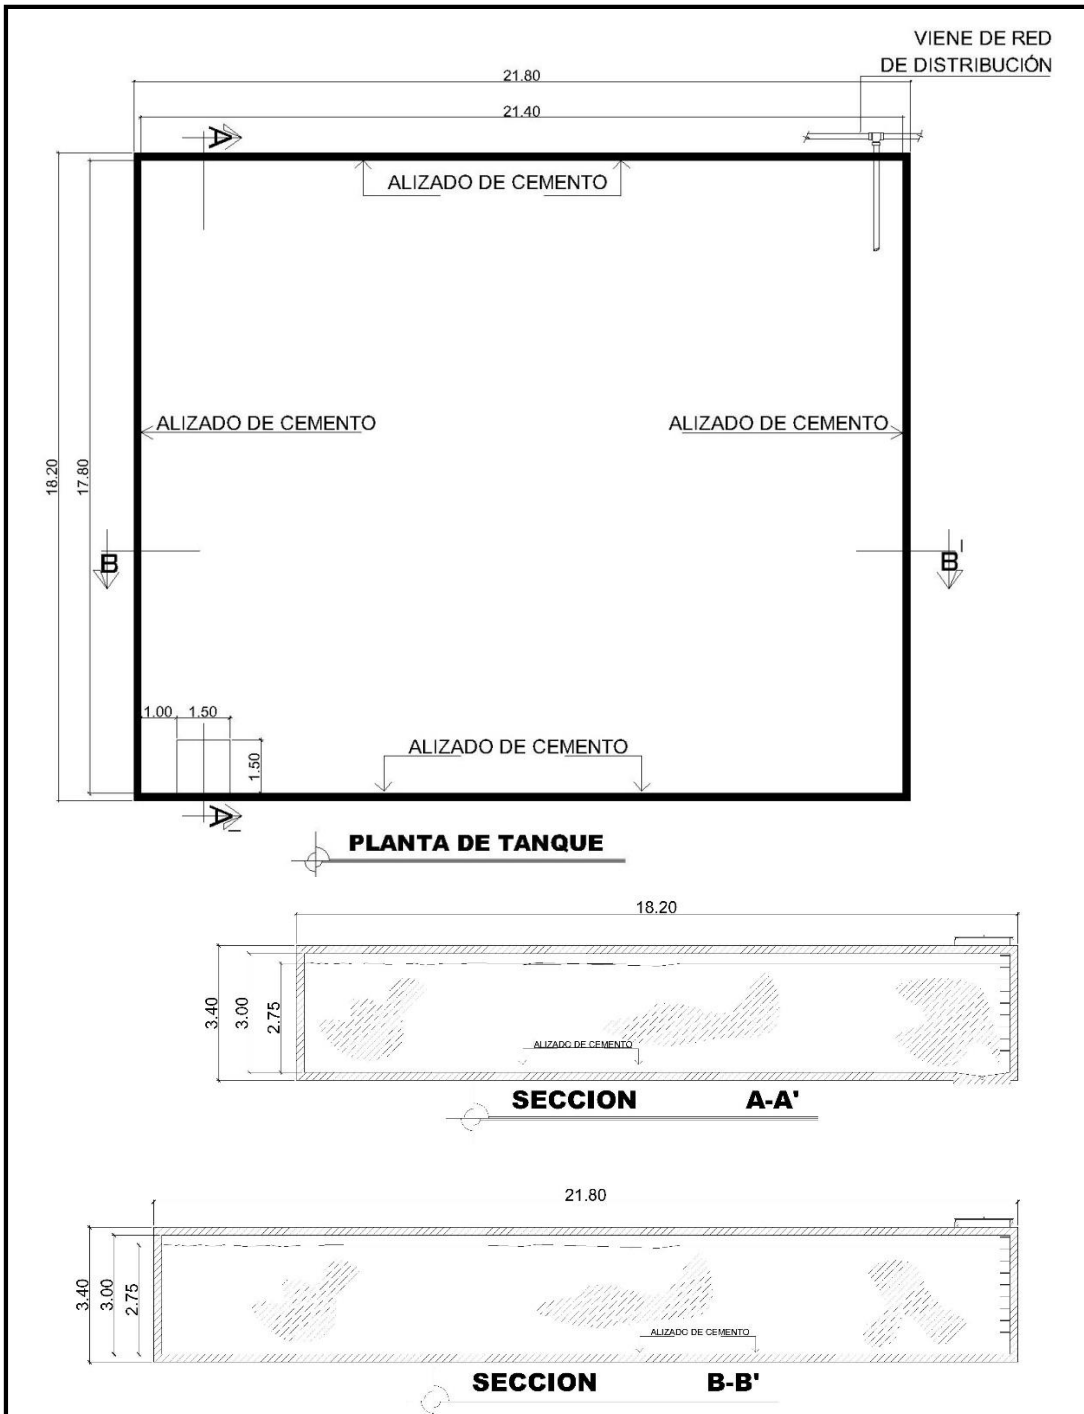 VIENE DE RED
DE DISTRIBUCIÓN
21.80
21.40
A
ALIZADO DE CEMENTO
ALIZADO DE CEMENTO
ALIZADO DE CEMENTO
18.20
17.80
B
B'
1.00
1.50
1.50
ALIZADO DE CEMENTO
A'
PLANTA DE TANQUE
18.20
3.40
3.00
2.75
ALIZADO DE CEMENTO
SECCION A-A'
21.80
3.40
3.00
2.75
ALIZADO DE CEMENTO
SECCION B-B'